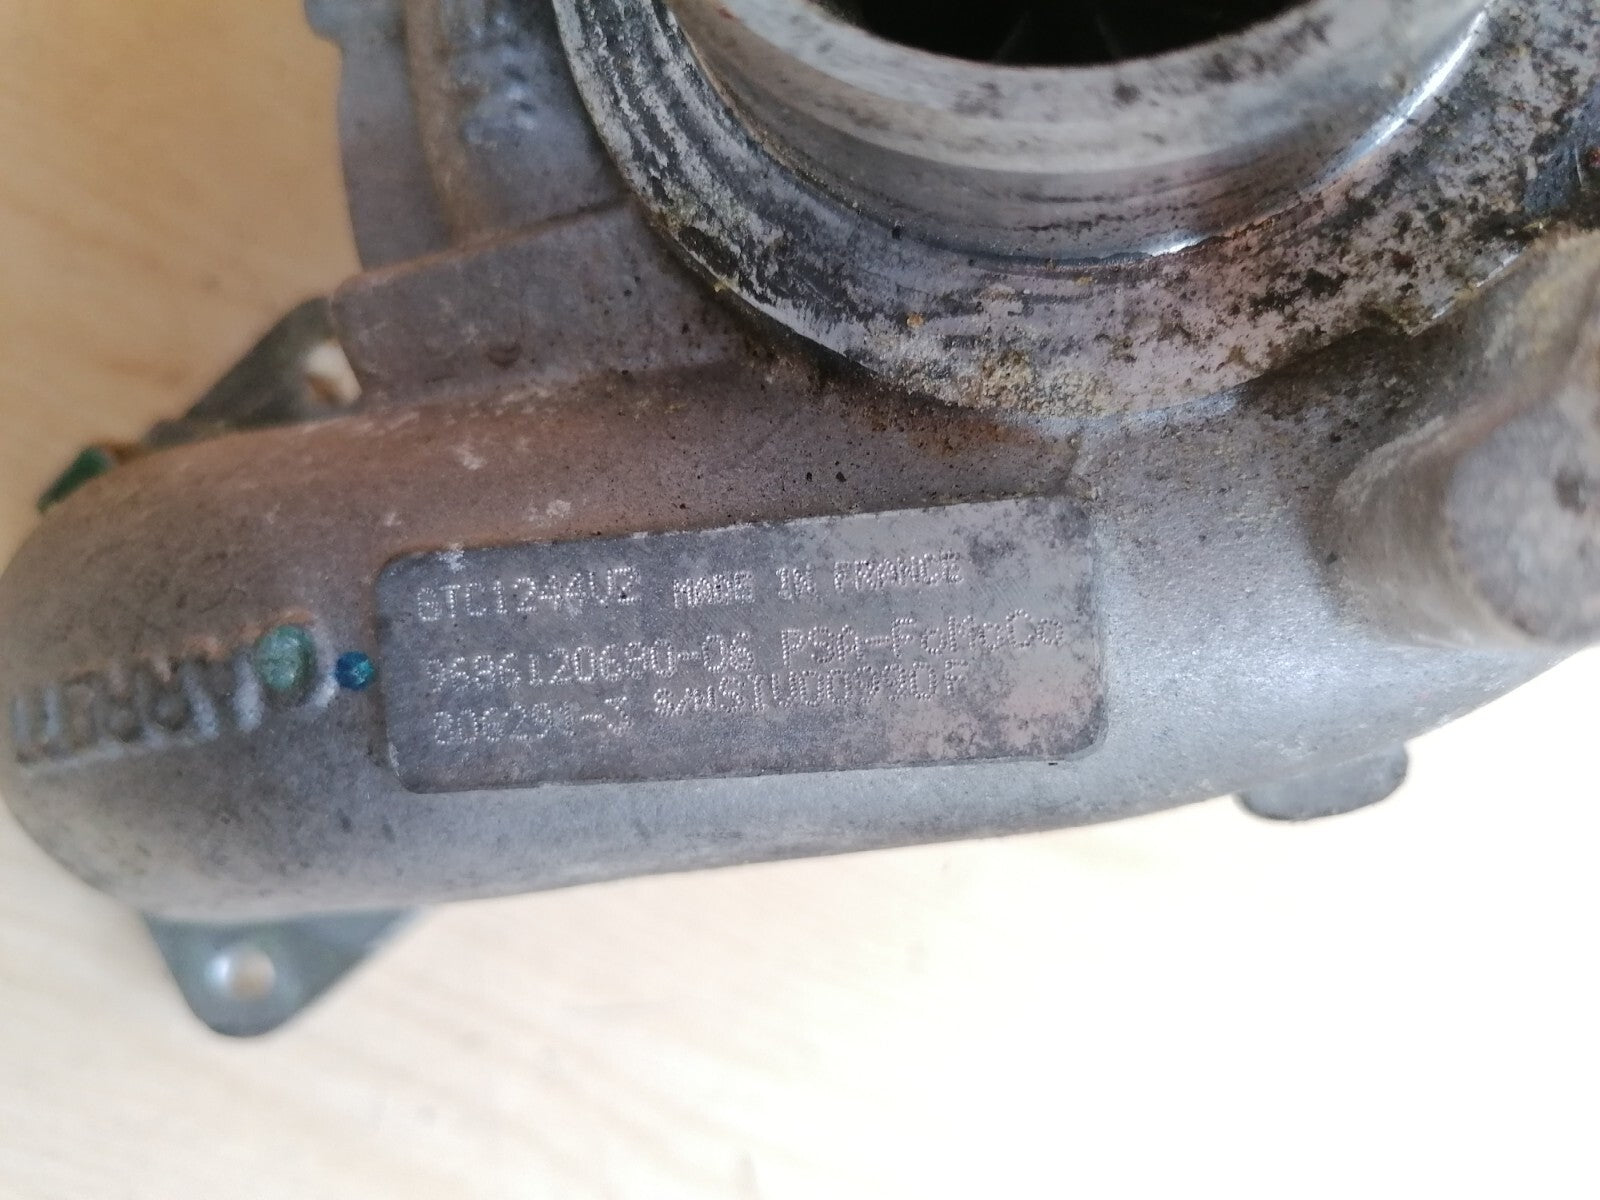 GTC1244VZ MADE IN FRANCE
9686120680-06 PSA-FoMoCo
806291-3 S/N
GARRETT